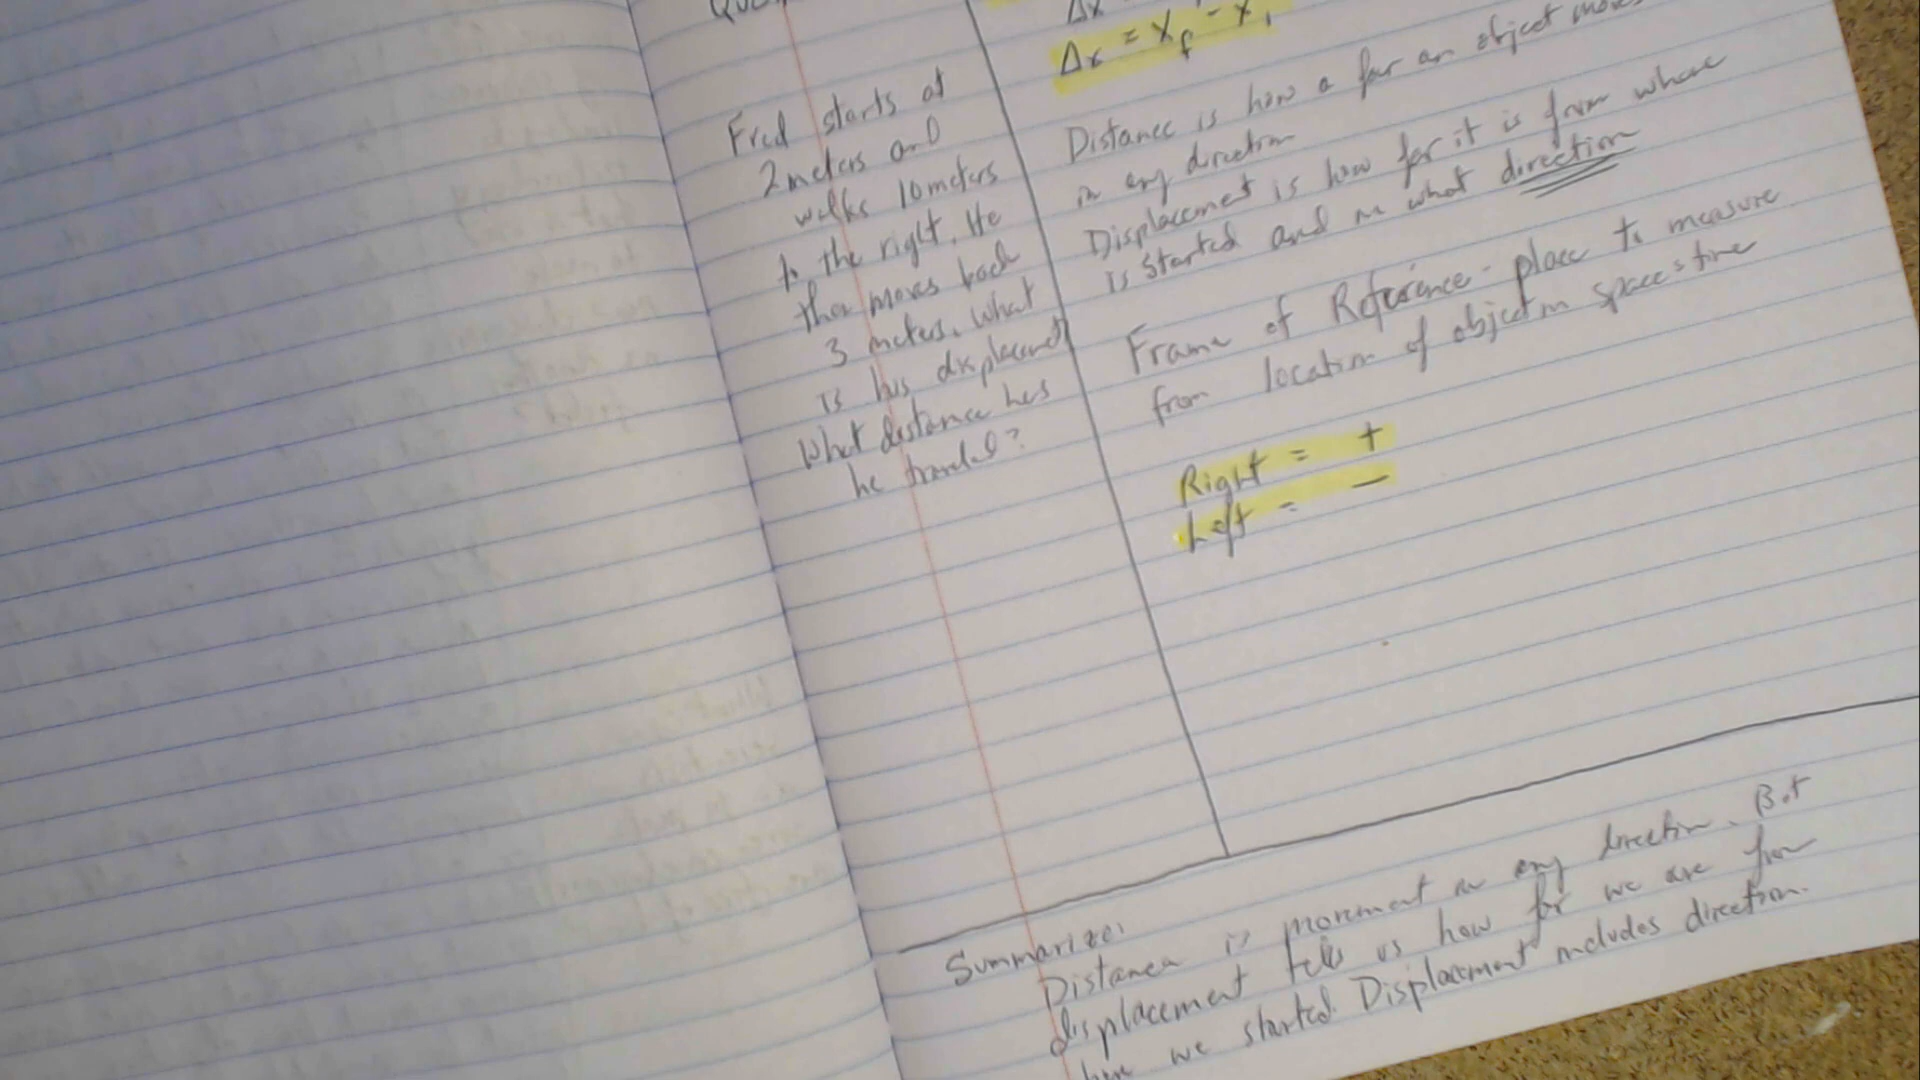 Δx
Δx = xf - xi
Fred starts at
2 meters and
walks 10 meters
to the right. He
then moves back
3 meters. What
is his displacement
What distance has
he traveled?
Distance is how a far an object moves
in any direction
Displacement is how far it is from where
is started and in what direction
Frame of Reference - place to measure
from location of object in space + time
Right = +
Left = -
Summarize:
Distance is movement in any direction. But
displacement tells us how far we are from
we started. Displacement includes direction.